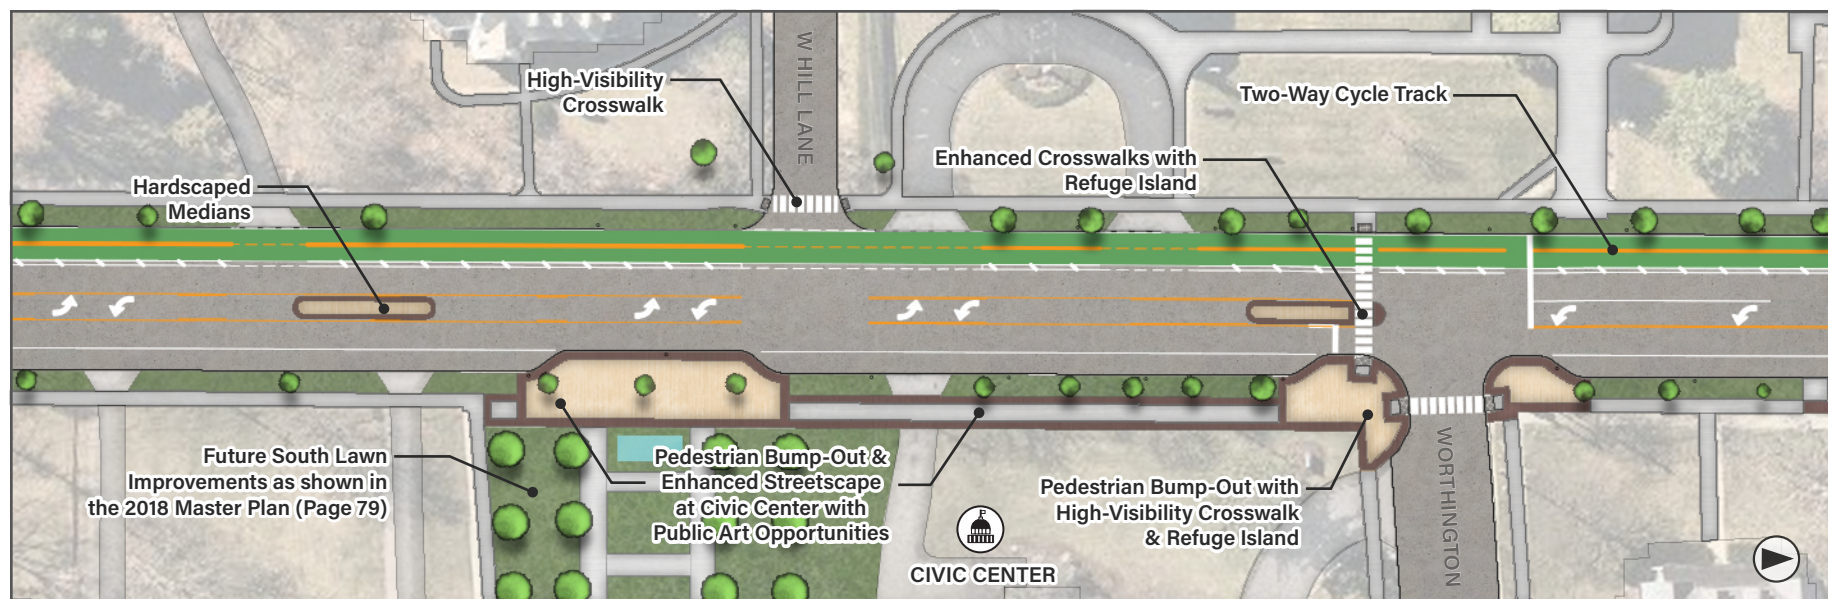 W HILL LANE
High-Visibility
Crosswalk
Two-Way Cycle Track
Enhanced Crosswalks with
Refuge Island
Hardscaped
Medians
Future South Lawn
Improvements as shown in
the 2018 Master Plan (Page 79)
Pedestrian Bump-Out &
Enhanced Streetscape
at Civic Center with
Public Art Opportunities
CIVIC CENTER
Pedestrian Bump-Out with
High-Visibility Crosswalk
& Refuge Island
WORTHINGTON